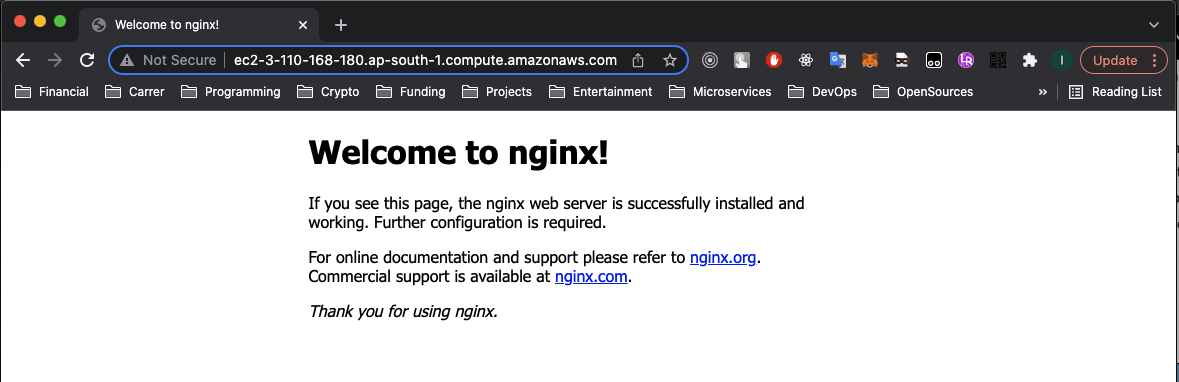 Welcome to nginx!
Not Secure ec2-3-110-168-180.ap-south-1.compute.amazonaws.com I Update
Financial Carrer Programming Crypto Funding Projects Entertainment Microservices DevOps OpenSources » Reading List
Welcome to nginx!
If you see this page, the nginx web server is successfully installed and
working. Further configuration is required.
For online documentation and support please refer to nginx.org.
Commercial support is available at nginx.com.
Thank you for using nginx.